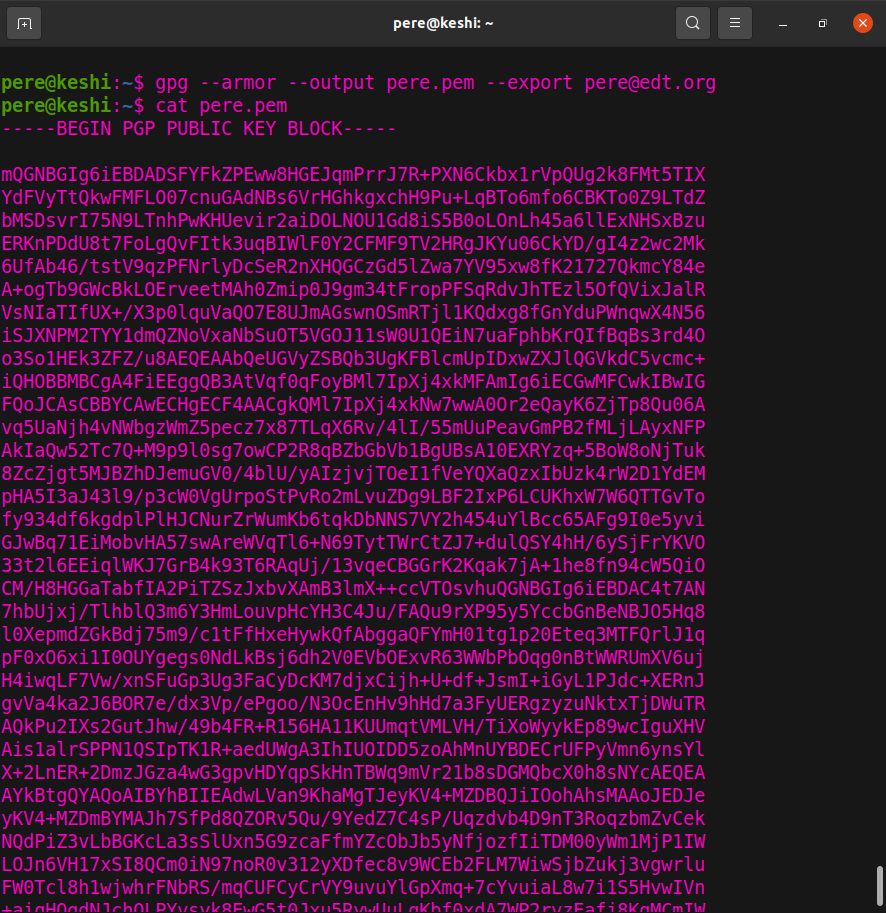 pere@keshi: ~
pere@keshi:~$ gpg --armor --output pere.pem --export pere@edt.org
pere@keshi:~$ cat pere.pem
-----BEGIN PGP PUBLIC KEY BLOCK-----
mQGNBGIg6iEBDADSFYFkZPEww8HGEJqmPrrJ7R+PXN6Ckbx1rVpQUg2k8FMt5TIX
YdFVyTtQkwFMFLO07cnuGAdNBs6VrHGhkgxchH9Pu+LqBTo6mfo6CBKTo0Z9LTdZ
bMSDsvrI75N9LTnhPwKHUevir2aiDOLNOU1Gd8iS5B0oLOnLh45a6llExNHSxBzu
ERKnPDdU8t7FoLgQvFItk3uqBIWlF0Y2CFMF9TV2HRgJKYu06CkYD/gI4z2wc2Mk
6UfAb46/tstV9qzPFNrlyDcSeR2nXHQGCzGd5lZwa7YV95xw8fK21727QkmcY84e
A+ogTb9GWcBkLOErveetMAh0Zmip0J9gm34tFropPFSqRdvJhTEzl5OfQVixJalR
VsNIaTIfUX+/X3p0lquVaQO7E8UJmAGswnOSmRTjl1KQdxg8fGnYduPWnqwX4N56
iSJXNPM2TYY1dmQZNoVxaNbSuOT5VGOJ11sW0U1QEiN7uaFphbKrQIfBqBs3rd4O
o3So1HEk3ZFZ/u8AEQEAAbQeUGVyZSBQb3UgKFBlcmUpIDxwZXJlQGVkdC5vcmc+
iQHOBBMBCgA4FiEEggQB3AtVqf0qFoyBMl7IpXj4xkMFAmIg6iECGwMFCwkIBwIG
FQoJCAsCBBYCAwECHgECF4AACgkQMl7IpXj4xkNw7wwA0Or2eQayK6ZjTp8Qu06A
vq5UaNjh4vNWbgzWmZ5pecz7x87TLqX6Rv/4lI/55mUuPeavGmPB2fMLjLAyxNFP
AkIaQw52Tc7Q+M9p9l0sg7owCP2R8qBZbGbVb1BgUBsA10EXRYzq+5BoW8oNjTuk
8ZcZjgt5MJBZhDJemuGV0/4blU/yAIzjvjTOeI1fVeYQXaQzxIbUzk4rW2D1YdEM
pHA5I3aJ43l9/p3cW0VgUrpoStPvRo2mLvuZDg9LBF2IxP6LCUKhxW7W6QTTGvTo
fy934df6kgdplPlHJCNurZrWumKb6tqkDbNNS7VY2h454uYlBcc65AFg9I0e5yvi
GJwBq71EiMobvHA57swAreWVqTl6+N69TytTWrCtZJ7+dulQSY4hH/6ySjFrYKVO
33t2l6EEiqlWKJ7GrB4k93T6RAqUj/13vqeCBGGrK2Kqak7jA+1he8fn94cW5QiO
CM/H8HGGaTabfIA2PiTZSzJxbvXAmB3lmX++ccVTOsvhuQGNBGIg6iEBDAC4t7AN
7hbUjxj/TlhblQ3m6Y3HmLouvpHcYH3C4Ju/FAQu9rXP95y5YccbGnBeNBJO5Hq8
l0XepmdZGkBdj75m9/c1tFfHxeHywkQfAbggaQFYmH01tg1p20Eteq3MTFQrlJ1q
pF0xO6xi1I0OUYgegs0NdLkBsj6dh2V0EVbOExvR63WWbPbOqg0nBtWWRUmXV6uj
H4iwqLF7Vw/xnSFuGp3Ug3FaCyDcKM7djxCijh+U+df+JsmI+iGyL1PJdc+XERnJ
gvVa4ka2J6BOR7e/dx3Vp/ePgoo/N3OcEnHv9hHd7a3FyUERgzyzuNktxTjDWuTR
AQkPu2IXs2GutJhw/49b4FR+R156HA11KUUmqtVMLVH/TiXoWyykEp89wcIguXHV
Ais1alrSPPN1QSIpTK1R+aedUWgA3IhIUOIDD5zoAhMnUYBDECrUFPyVmn6ynsYl
X+2LnER+2DmzJGza4wG3gpvHDYqpSkHnTBWq9mVr21b8sDGMQbcX0h8sNYcAEQEA
AYkBtgQYAQoAIBYhBIIEAdwLVan9KhaMgTJeyKV4+MZDBQJiIOohAhsMAAoJEDJe
yKV4+MZDmBYMAJh7SfPd8QZORv5Qu/9YedZ7C4sP/Uqzdvb4D9nT3RoqzbmZvCek
NQdPiZ3vLbBGKcLa3sSlUxn5G9zcaFfmYZcObJb5yNfjozfIiTDM00yWm1MjP1IW
LOJn6VH17xSI8QCm0iN97noR0v312yXDfec8v9WCEb2FLM7WiwSjbZukj3vgwrlu
FW0Tcl8h1wjwhrFNbRS/mqCUFCyCrVY9uvuYlGpXmq+7cYvuiaL8w7i1S5HvwIVn